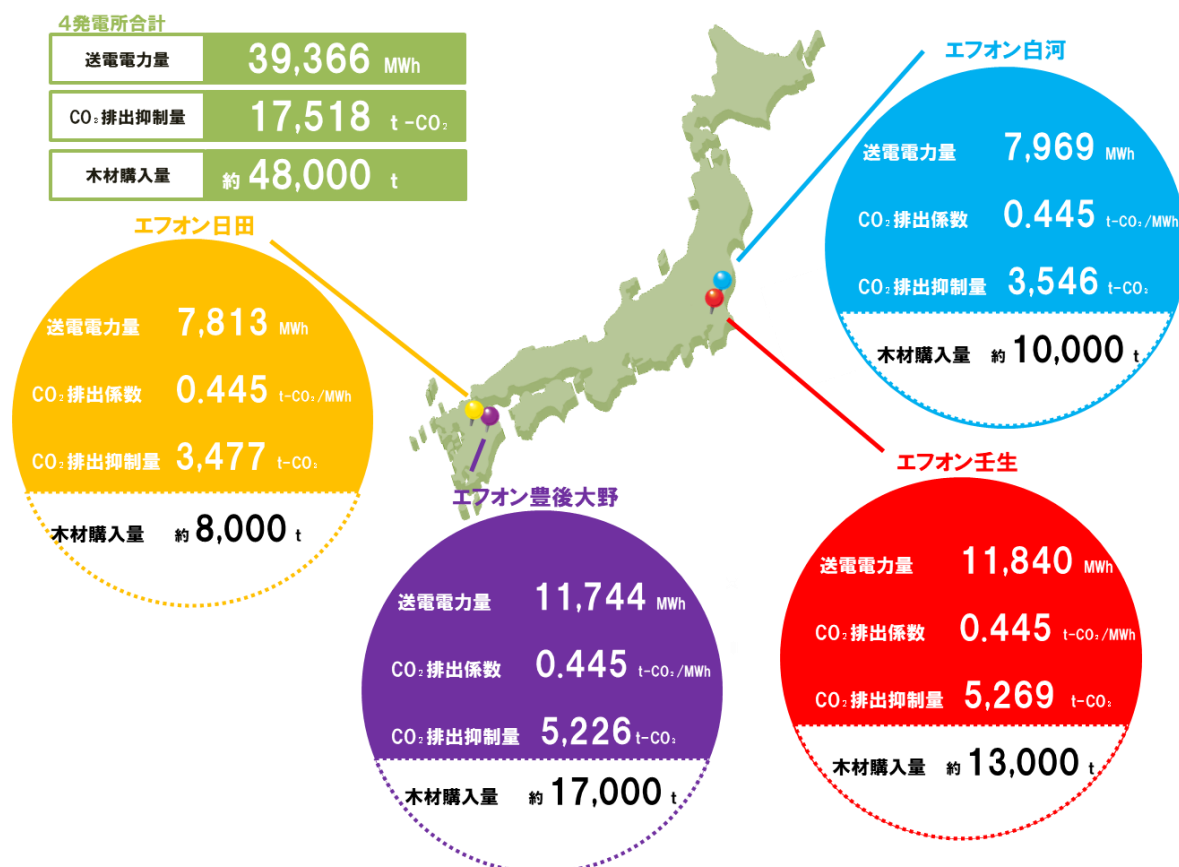 4発電所合計
送電電力量 39,366 MWh
CO₂排出抑制量 17,518 t-CO₂
木材購入量 約48,000 t
エフオン白河
送電電力量 7,969 MWh
CO₂排出係数 0.445 t-CO₂/MWh
CO₂排出抑制量 3,546 t-CO₂
木材購入量 約10,000 t
エフオン日田
送電電力量 7,813 MWh
CO₂排出係数 0.445 t-CO₂/MWh
CO₂排出抑制量 3,477 t-CO₂
木材購入量 約8,000 t
エフオン豊後大野
送電電力量 11,744 MWh
CO₂排出係数 0.445 t-CO₂/MWh
CO₂排出抑制量 5,226 t-CO₂
木材購入量 約17,000 t
エフオン壬生
送電電力量 11,840 MWh
CO₂排出係数 0.445 t-CO₂/MWh
CO₂排出抑制量 5,269 t-CO₂
木材購入量 約13,000 t